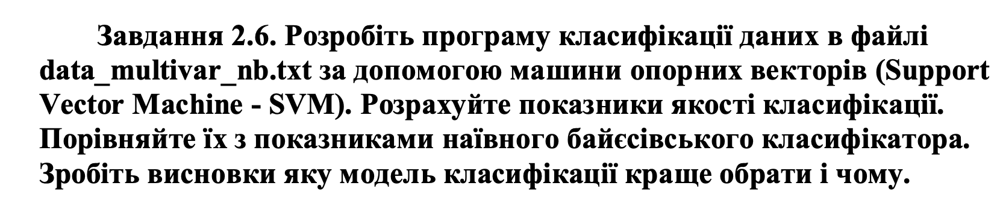 Завдання 2.6. Розробіть програму класифікації даних в файлі
data_multivar_nb.txt за допомогою машини опорних векторів (Support
Vector Machine - SVM). Розрахуйте показники якості класифікації.
Порівняйте їх з показниками наївного байєсівського класифікатора.
Зробіть висновки яку модель класифікації краще обрати і чому.